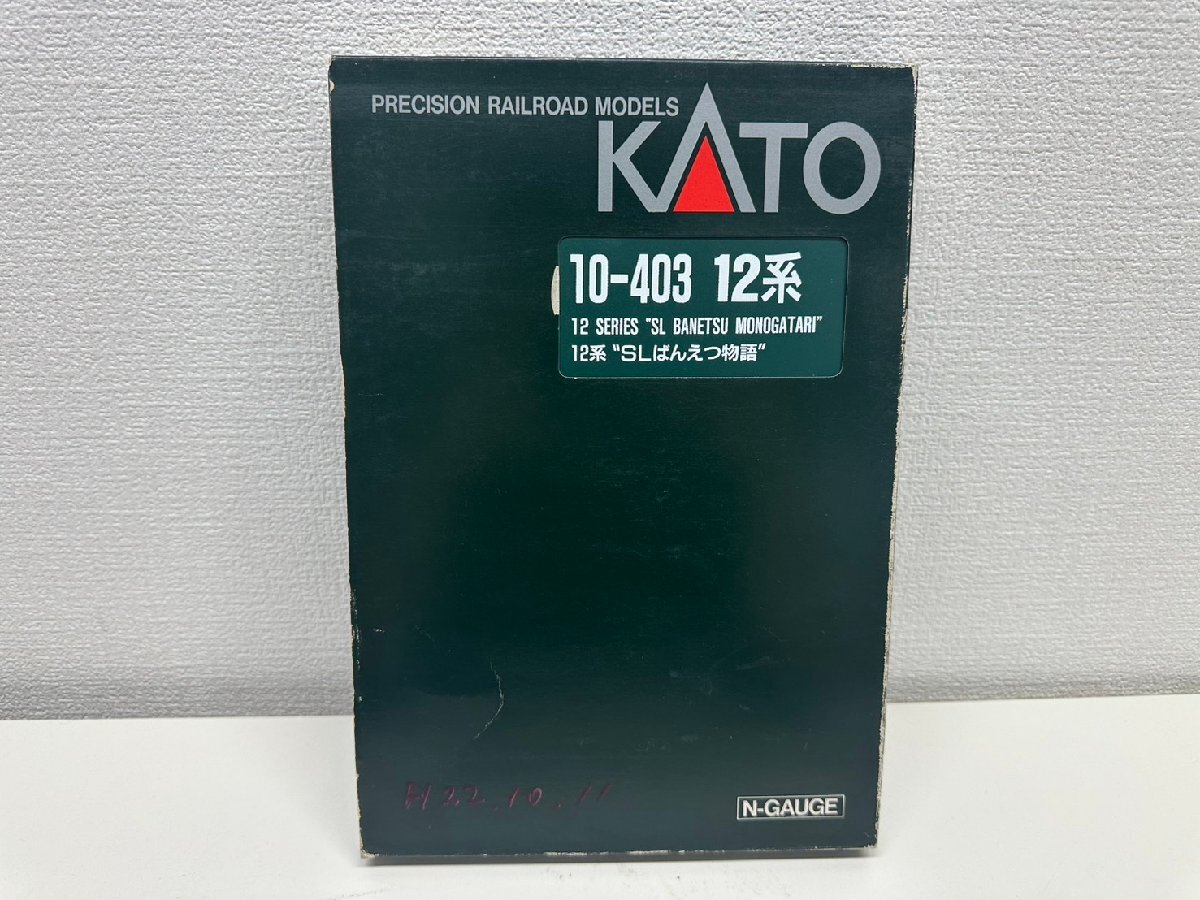 PRECISION RAILROAD MODELS
KATO
10-403 12系
12 SERIES "SL BANETSU MONOGATARI"
12系 "SLばんえつ物語"
H22.10.11
N-GAUGE